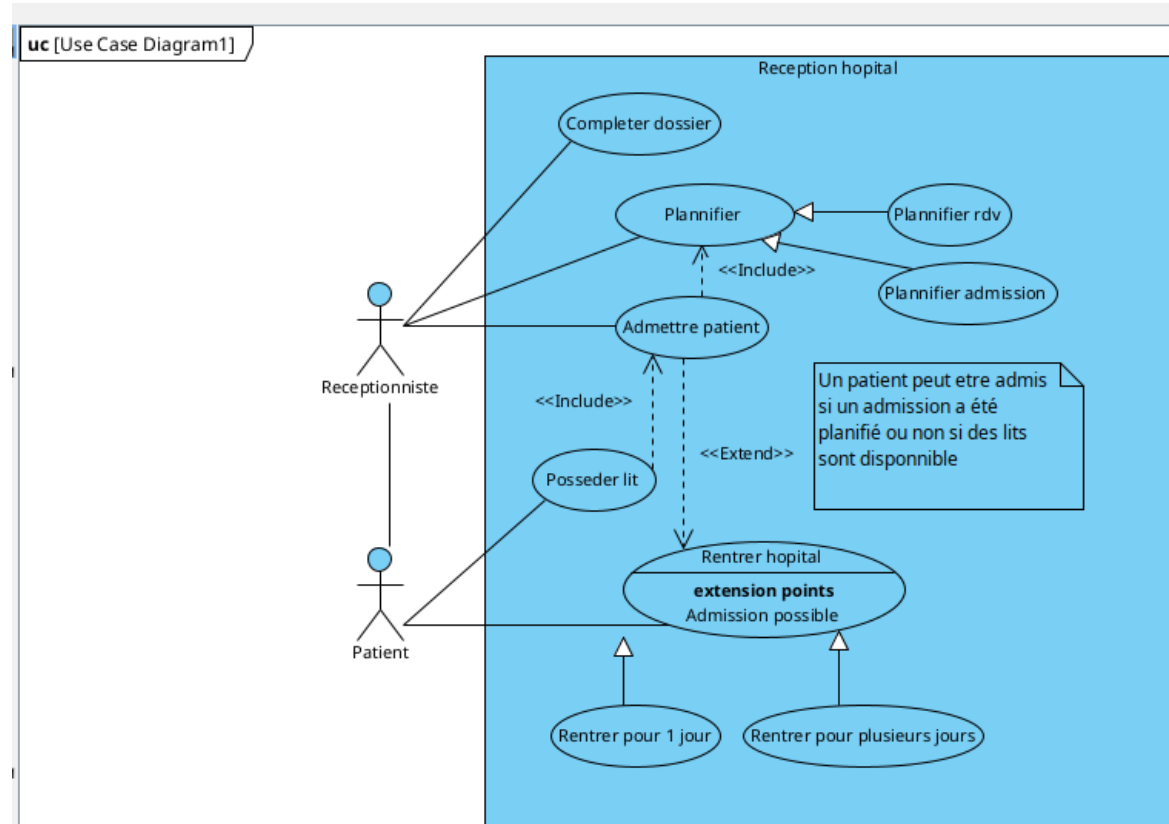 uc [Use Case Diagram1]
Reception hopital
Completer dossier
Plannifier
Plannifier rdv
<<Include>>
Plannifier admission
Admettre patient
Receptionniste
Un patient peut etre admis
si un admission a été
planifié ou non si des lits
sont disponnible
<<Include>>
<<Extend>>
Posseder lit
Rentrer hopital
extension points
Admission possible
Patient
Rentrer pour 1 jour
Rentrer pour plusieurs jours